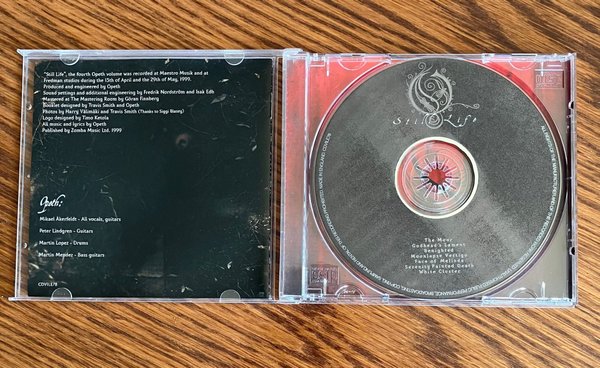 "Still Life", the fourth Opeth volume was recorded at Maestro Musik and at
Fredman studios during the 15th of April and the 29th of May, 1999.
Produced and engineered by Opeth
Sound settings and additional engineering by Fredrik Nordström and Isak Edh
Mastered at The Mastering Room by Göran Finnberg
Booklet designed by Travis Smith and Opeth
Photos by Harry Välimäki and Travis Smith (Thanks to Siggi Bianny)
Logo designed by Timo Ketola
All music and lyrics by Opeth
Published by Zomba Music Ltd. 1999
Opeth:
Mikael Åkerfeldt - All vocals, guitars
Peter Lindgren - Guitars
Martin Lopez - Drums
Martin Mendez - Bass guitars
CDVILE78
Still Life
The Moor
Godhead's Lament
Benighted
Moonlapse Vertigo
Face of Melinda
Serenity Painted Death
White Cluster